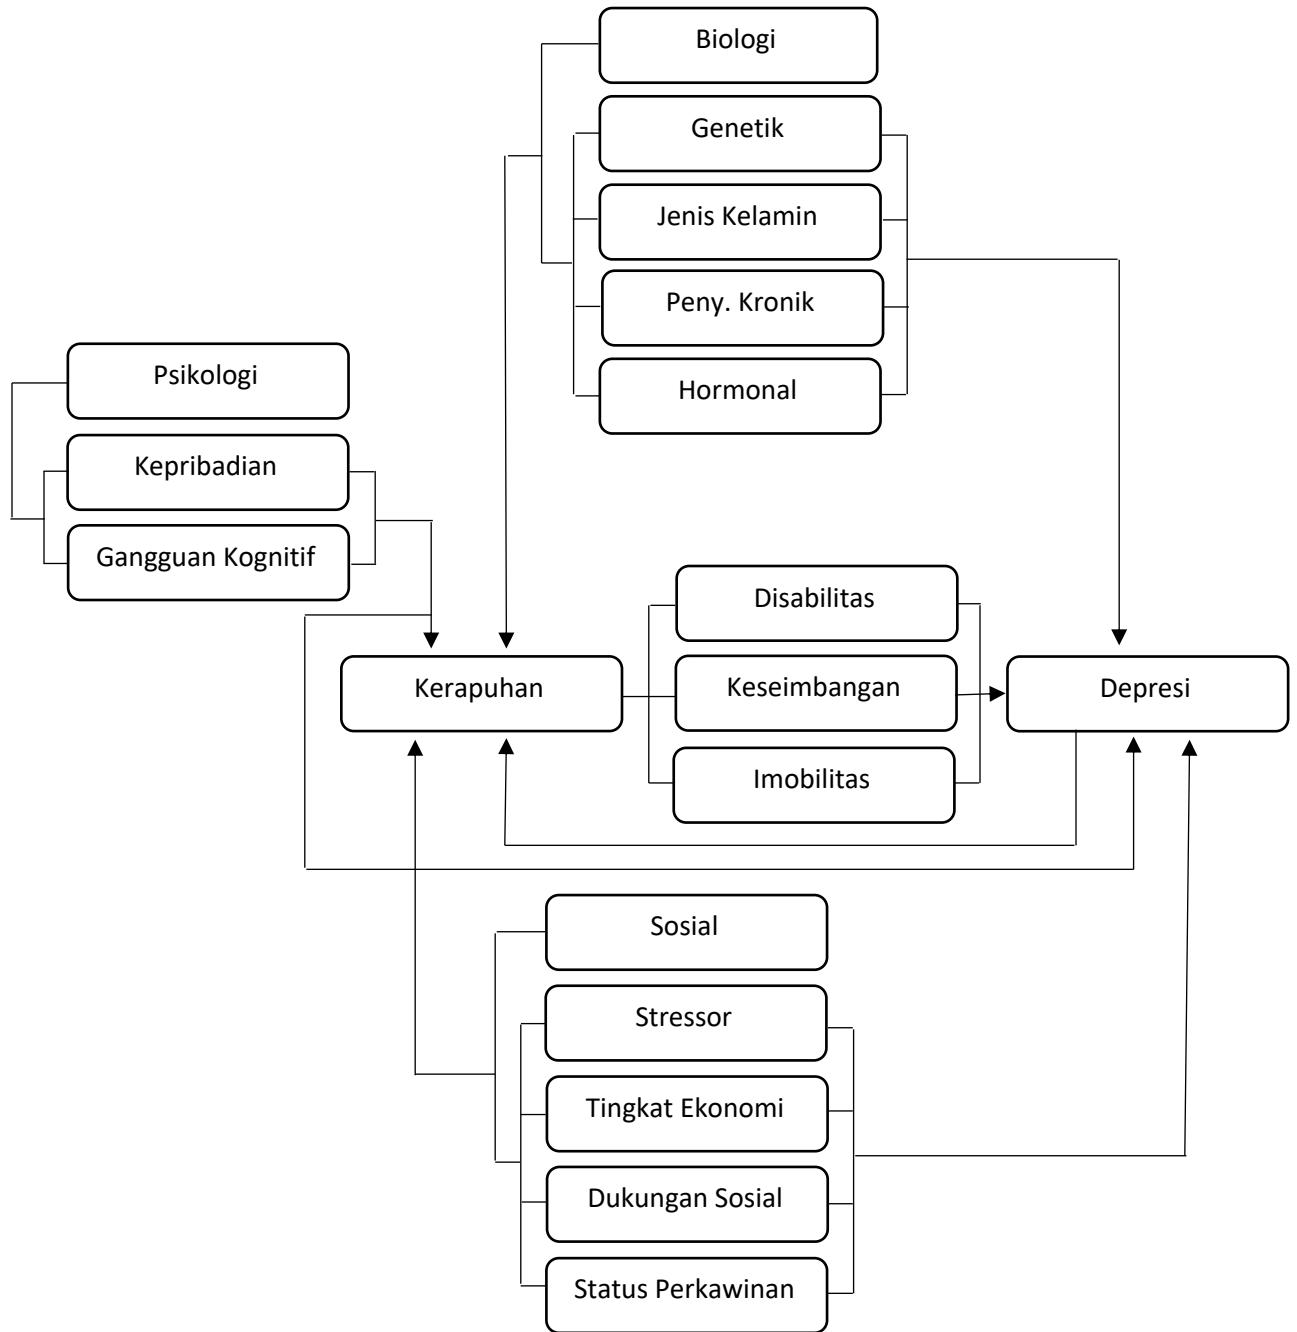 Biologi
Genetik
Jenis Kelamin
Peny. Kronik
Hormonal
Psikologi
Kepribadian
Gangguan Kognitif
Disabilitas
Kerapuhan
Keseimbangan
Depresi
Imobilitas
Sosial
Stressor
Tingkat Ekonomi
Dukungan Sosial
Status Perkawinan